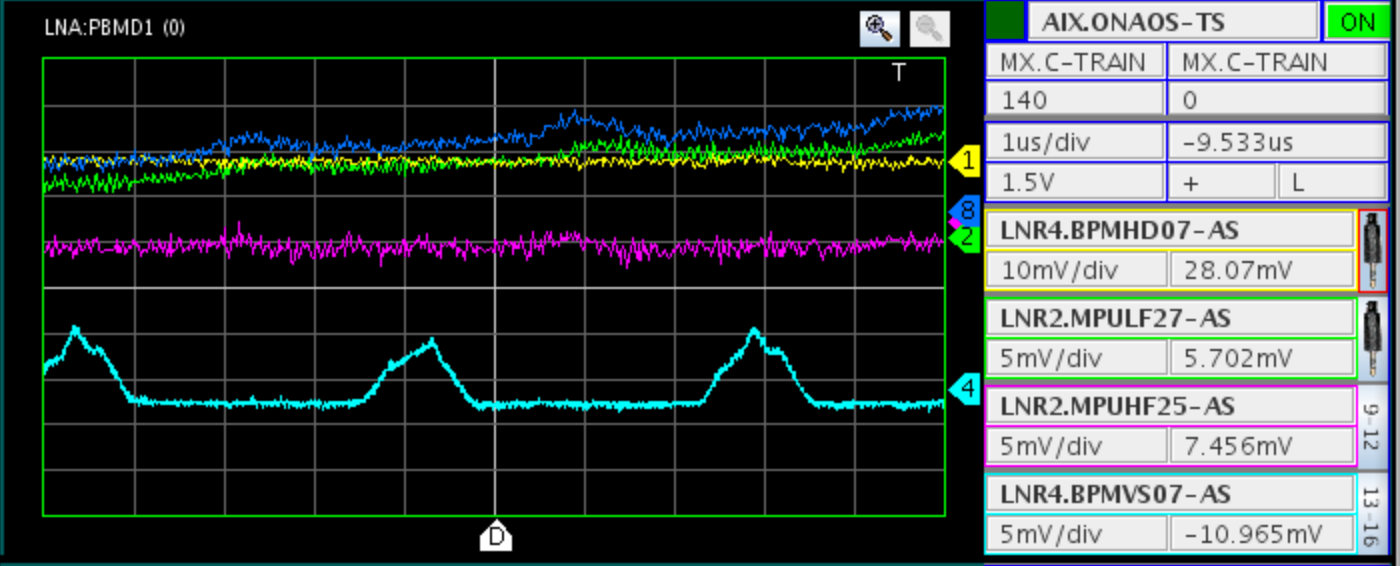 LNA:PBMD1 (0)
T
1
8
2
4
D
AIX.ONAOS-TS ON
MX.C-TRAIN MX.C-TRAIN
140 0
1us/div -9.533us
1.5V + L
LNR4.BPMHD07-AS
10mV/div 28.07mV
LNR2.MPULF27-AS
5mV/div 5.702mV
LNR2.MPUHF25-AS
5mV/div 7.456mV
9-12
LNR4.BPMVS07-AS
5mV/div -10.965mV
13-16